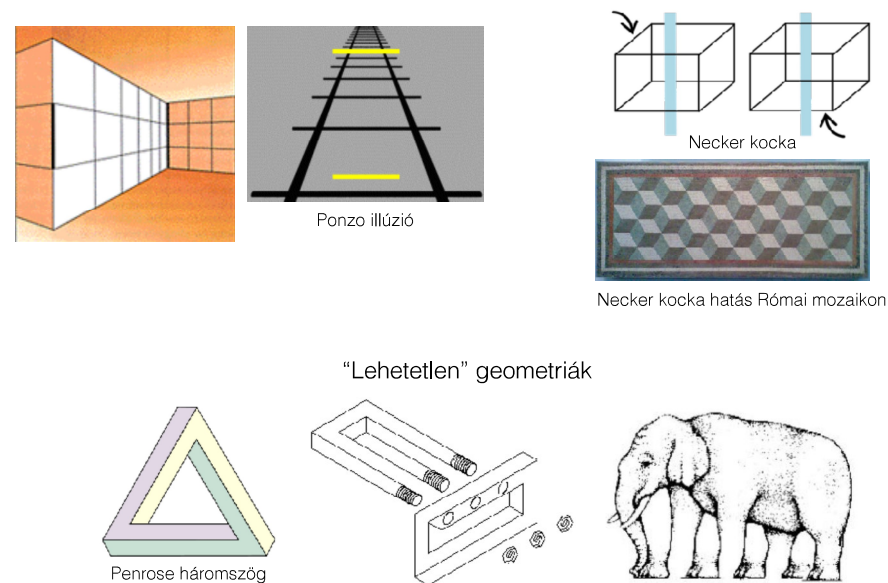 Necker kocka
Ponzo illúzió
Necker kocka hatás Római mozaikon
“Lehetetlen” geometriák
Penrose háromszög